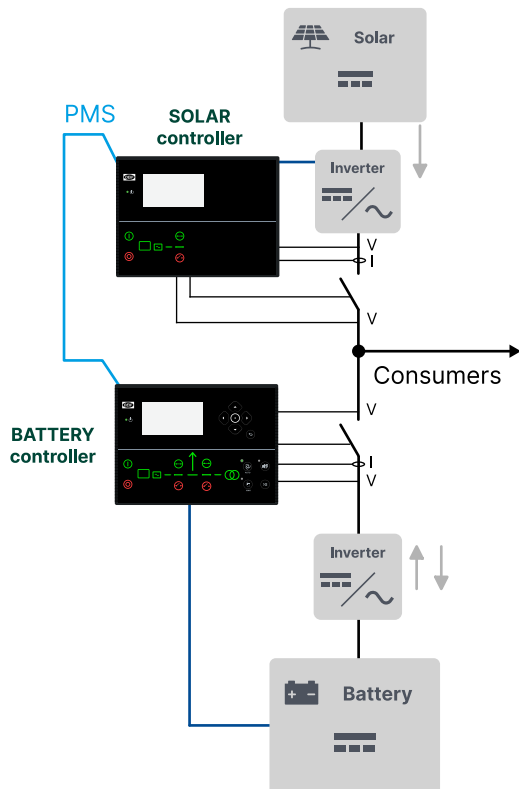 Solar
PMS
SOLAR
controller
Inverter
V
I
V
Consumers
V
BATTERY
controller
I
V
Inverter
Battery